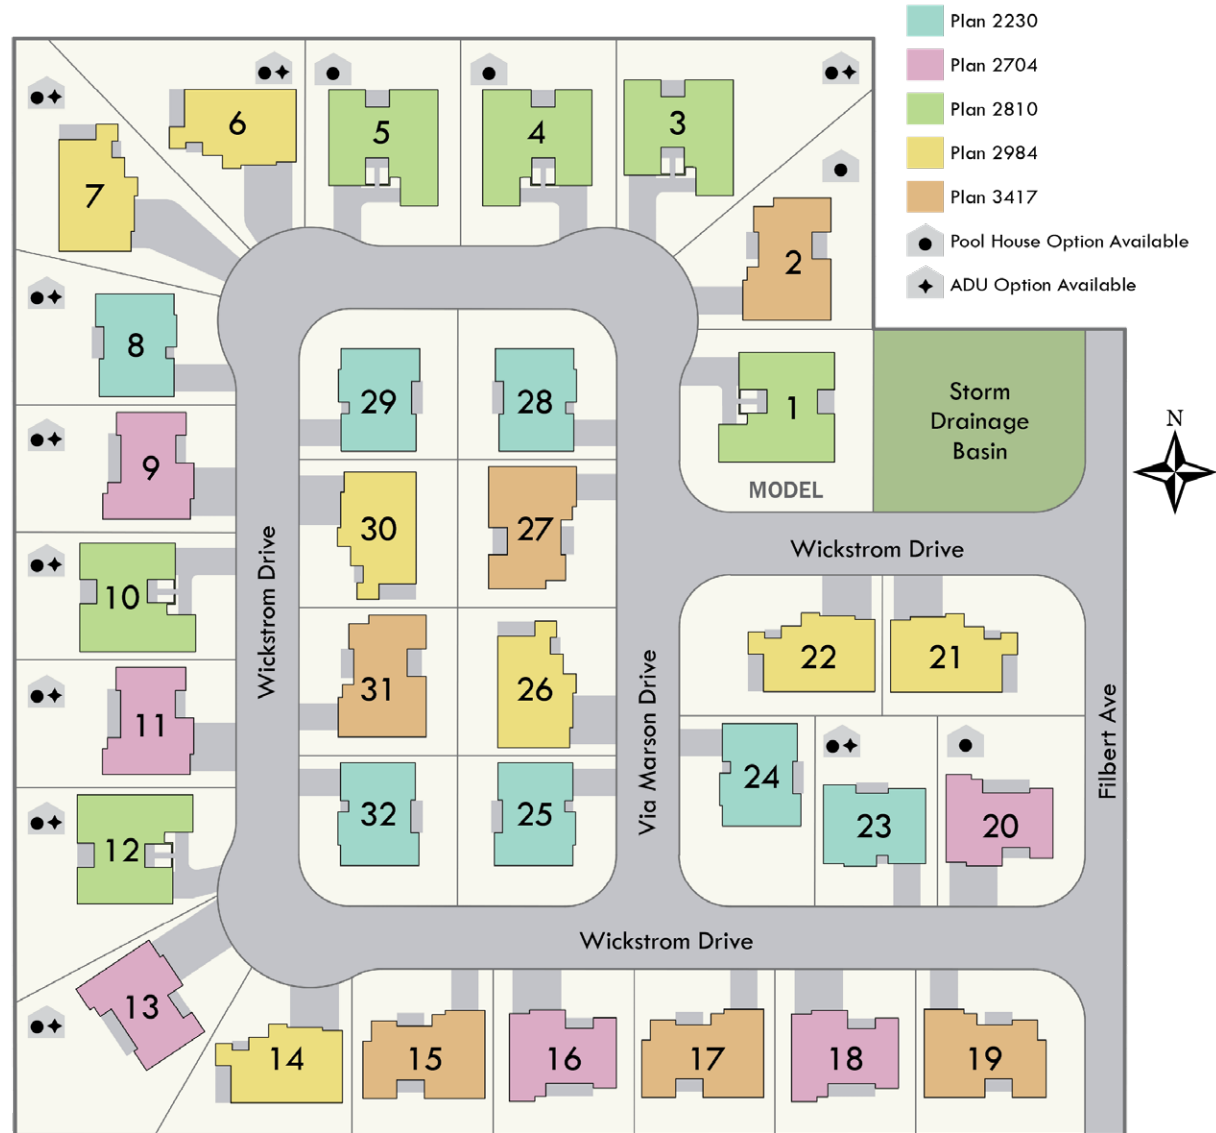 Plan 2230
Plan 2704
Plan 2810
Plan 2984
Plan 3417
Pool House Option Available
ADU Option Available
6
5
4
3
7
2
8
29
28
1
Storm
Drainage
Basin
N
MODEL
9
30
27
Wickstrom Drive
10
Wickstrom Drive
22
21
31
26
11
Via Marson Drive
Filbert Ave
24
32
25
23
20
12
Wickstrom Drive
13
14
15
16
17
18
19